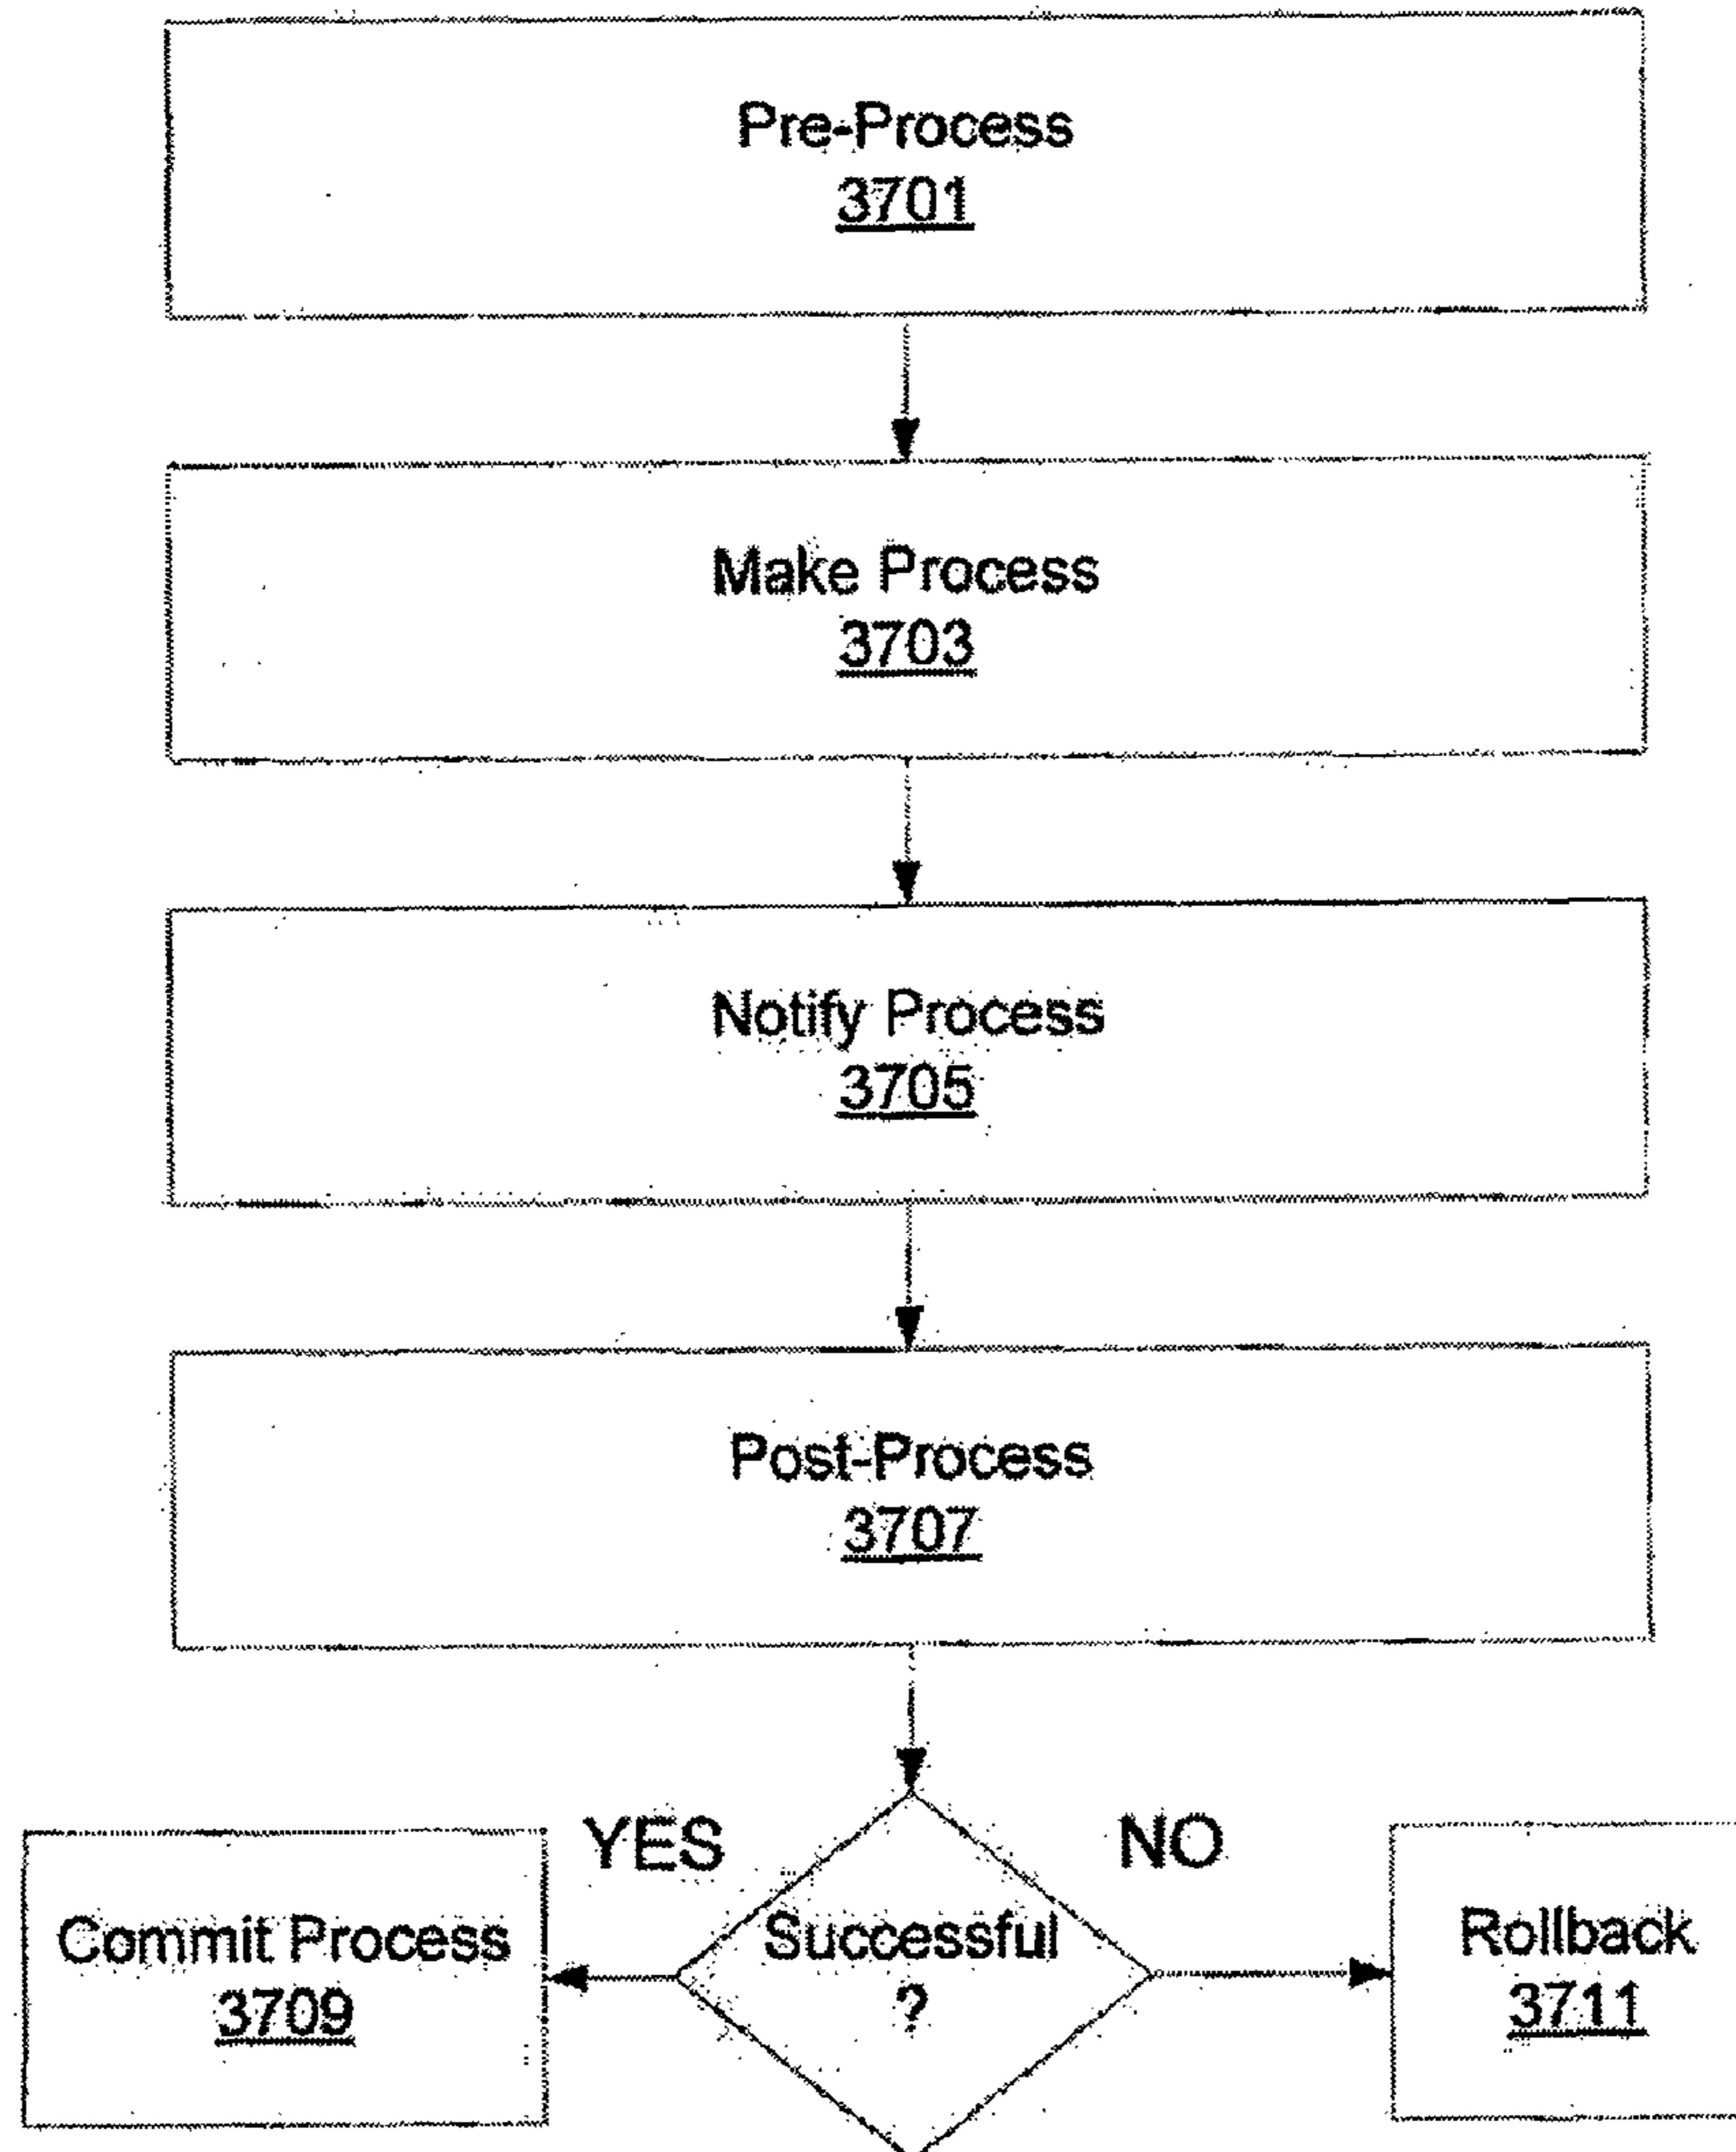 Pre-Process
3701
Make Process
3703
Notify Process
3705
Post-Process
3707
YES
NO
Commit Process
3709
Successful
?
Rollback
3711